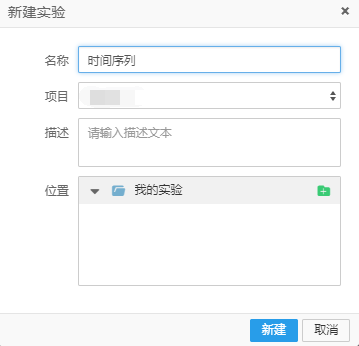 新建实验
×
名称 时间序列
项目
描述 请输入描述文本
位置 我的实验
新建 取消